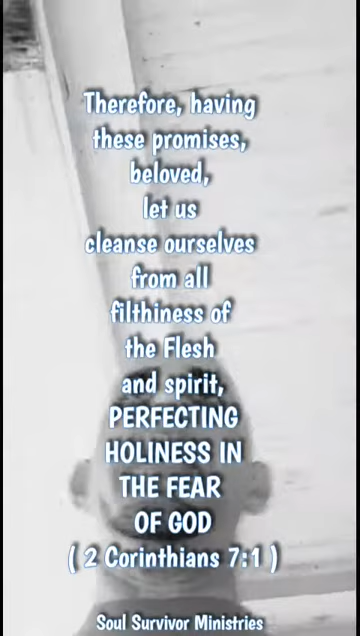 Therefore, having
these promises,
beloved,
let us
cleanse ourselves
from all
filthiness of
the Flesh
and spirit,
PERFECTING
HOLINESS IN
THE FEAR
OF GOD
( 2 Corinthians 7:1 )
Soul Survivor Ministries